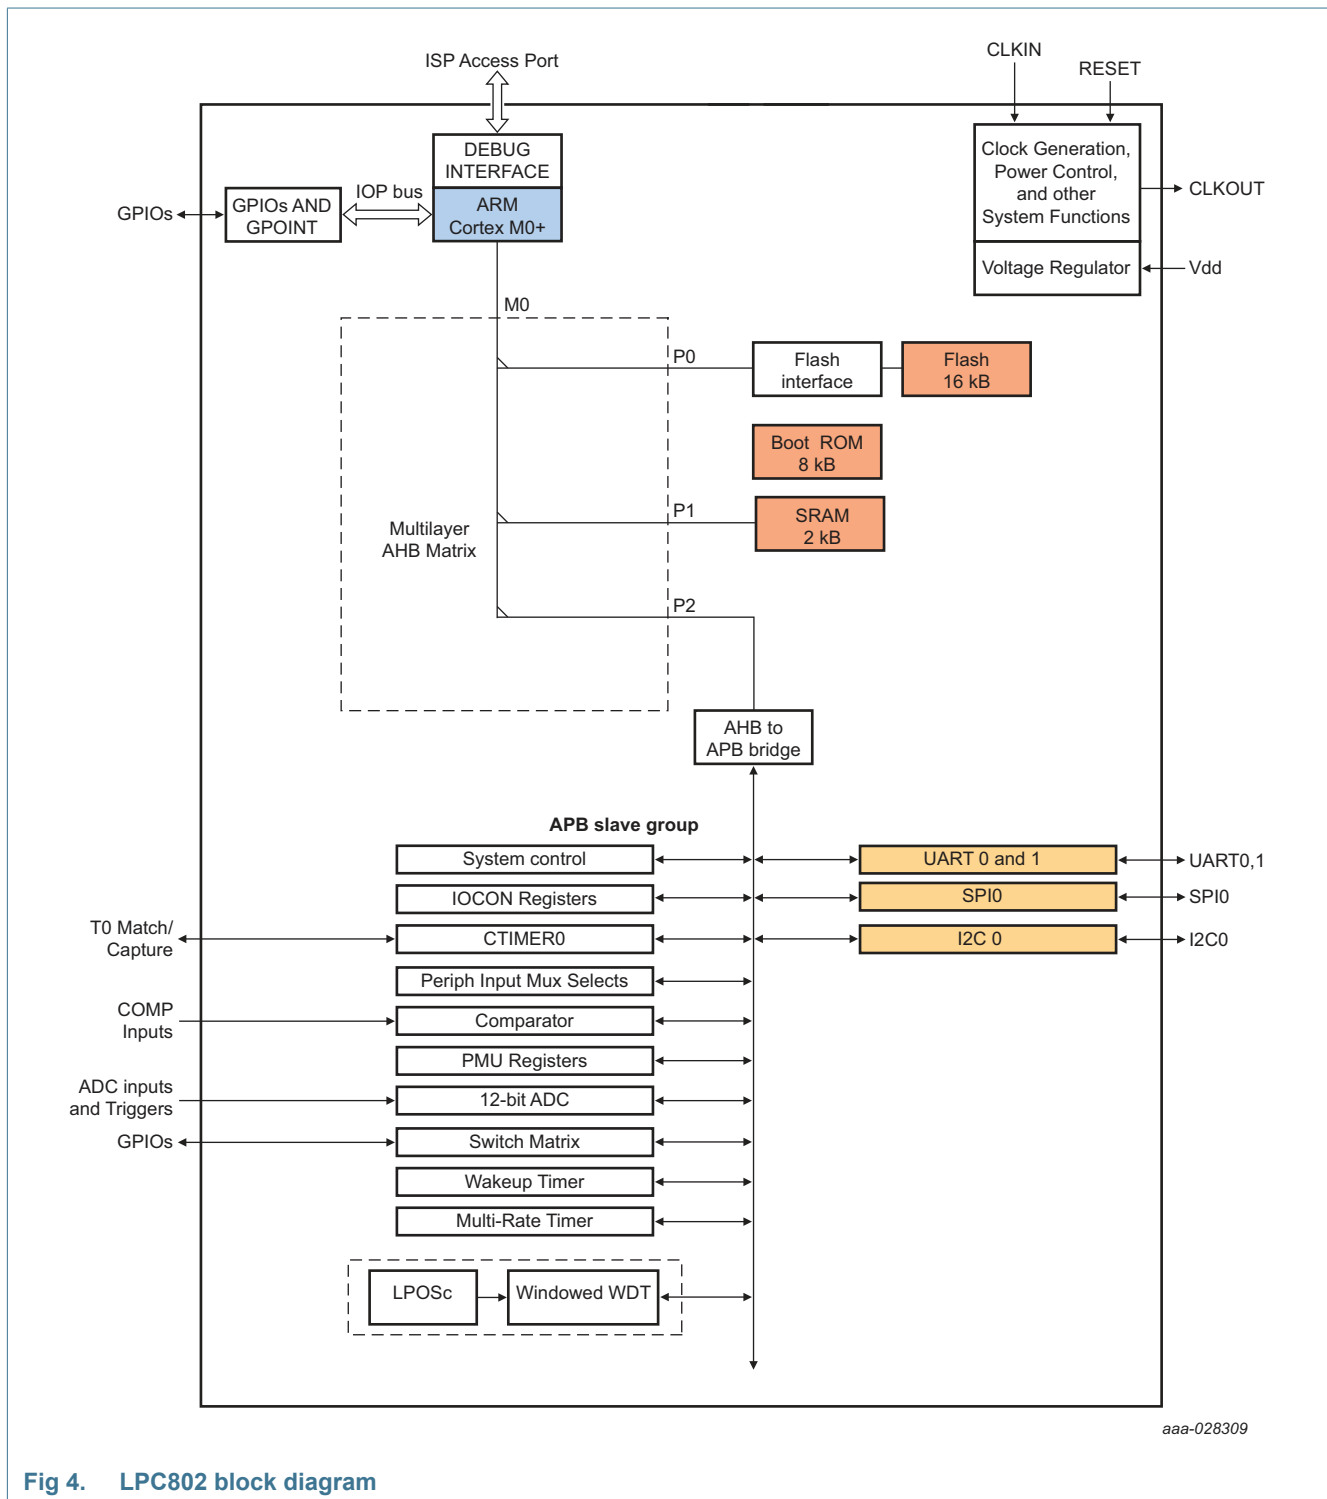 ISP Access Port
CLKIN
RESET
DEBUG
INTERFACE
ARM
Cortex M0+
IOP bus
GPIOs
GPIOs AND
GPOINT
Clock Generation,
Power Control,
and other
System Functions
CLKOUT
Voltage Regulator
Vdd
M0
P0
Flash
interface
Flash
16 kB
Boot ROM
8 kB
P1
SRAM
2 kB
Multilayer
AHB Matrix
P2
AHB to
APB bridge
APB slave group
System control
UART 0 and 1
UART0,1
IOCON Registers
SPI0
SPI0
T0 Match/
Capture
CTIMER0
I2C 0
I2C0
Periph Input Mux Selects
COMP
Inputs
Comparator
PMU Registers
ADC inputs
and Triggers
12-bit ADC
GPIOs
Switch Matrix
Wakeup Timer
Multi-Rate Timer
LPOSc
Windowed WDT
aaa-028309
Fig 4. LPC802 block diagram